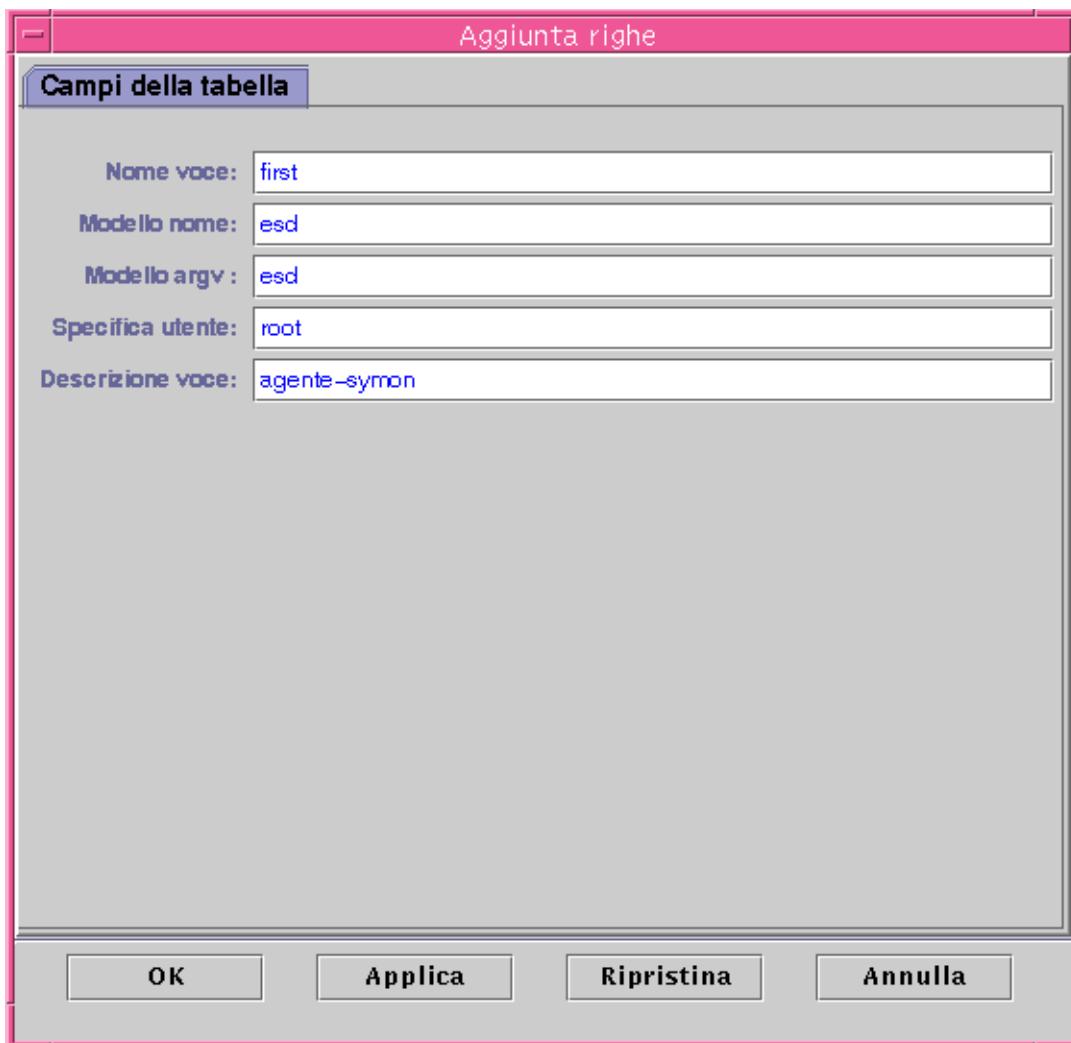 Aggiunta righe
Campi della tabella
Nome voce: first
Modello nome: esd
Modello argv : esd
Specifica utente: root
Descrizione voce: agente-symon
OK Applica Ripristina Annulla